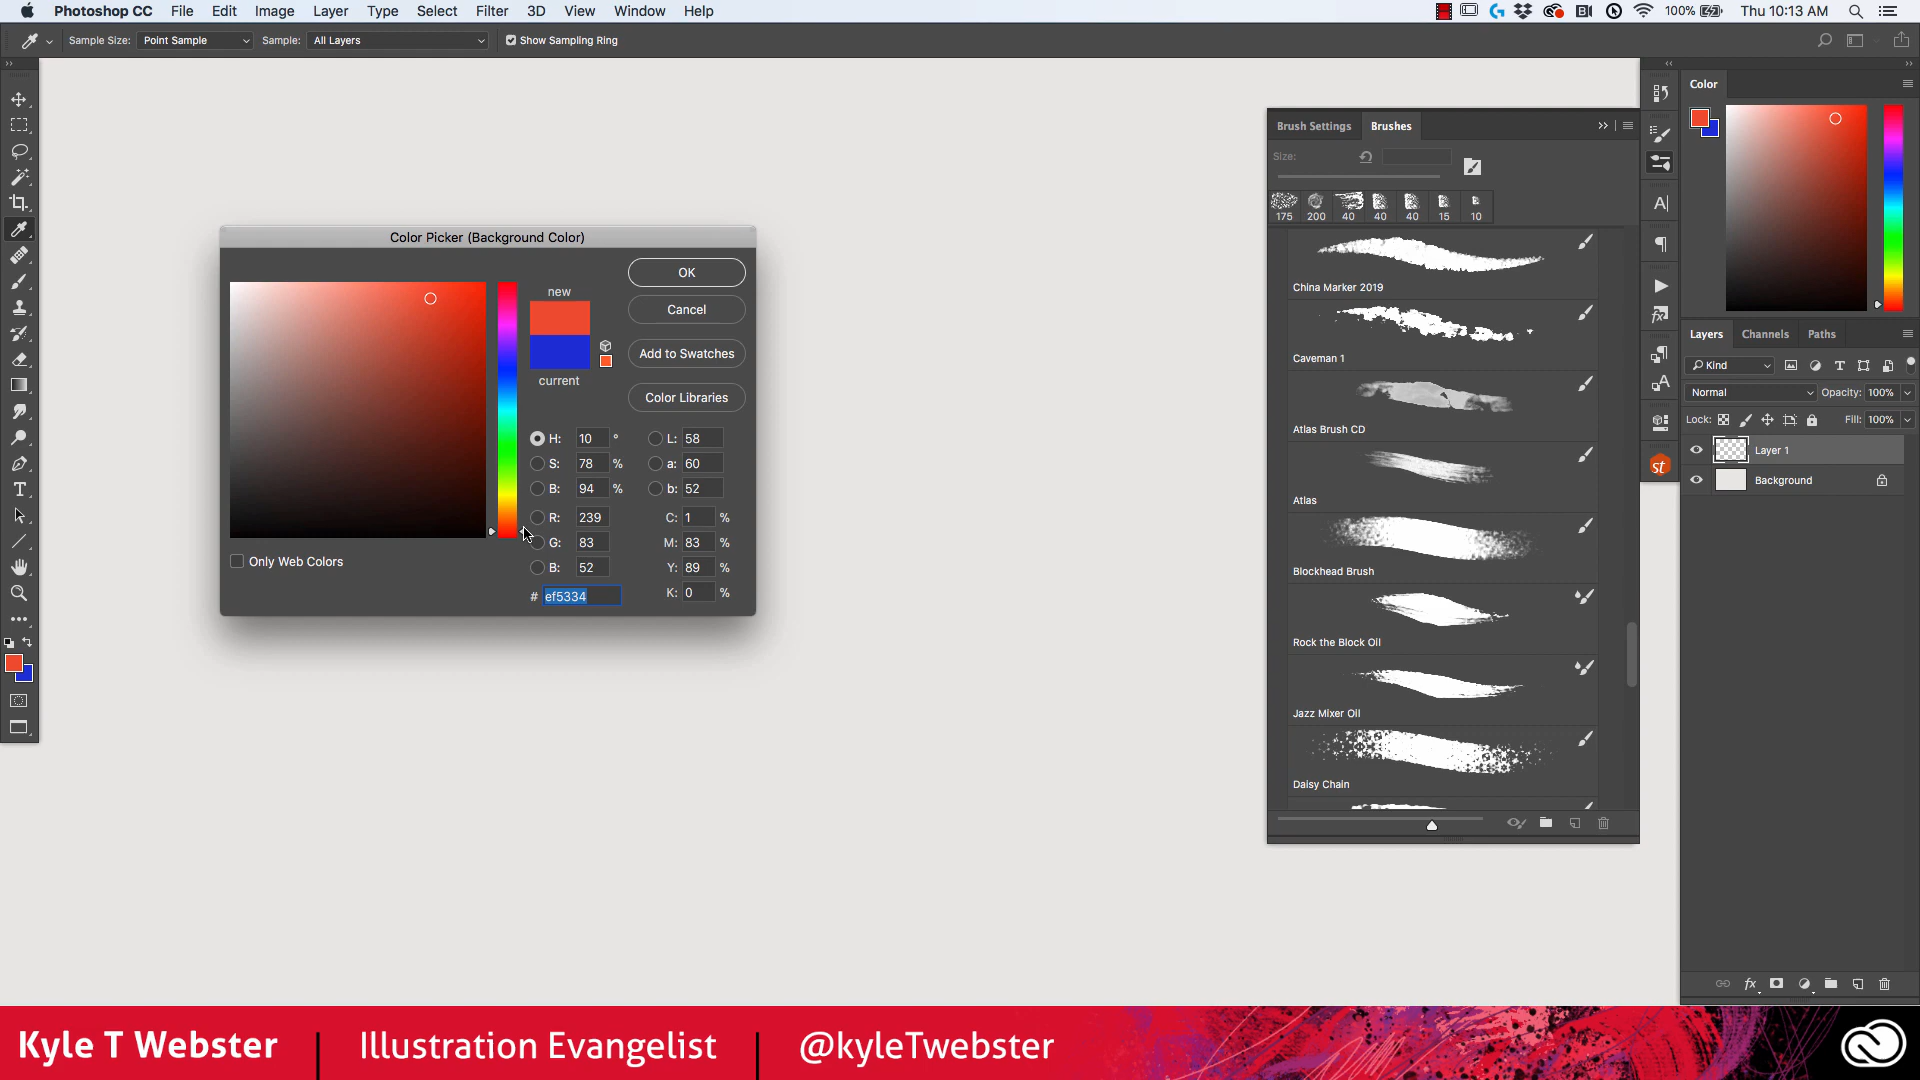 Photoshop CC File Edit Image Layer Type Select Filter 3D View Window Help 100% Thu 10:13 AM
Sample Size: Point Sample Sample: All Layers Show Sampling Ring
Color
Brush Settings Brushes
Size:
175 200 40 40 40 15 10
China Marker 2019
Caveman 1
Atlas Brush CD
Atlas
Blockhead Brush
Rock the Block Oil
Jazz Mixer Oil
Daisy Chain
Color Picker (Background Color)
new
current
OK
Cancel
Add to Swatches
Color Libraries
H: 10 ° L: 58
S: 78 % a: 60
B: 94 % b: 52
R: 239 C: 1 %
G: 83 M: 83 %
B: 52 Y: 89 %
# ef5334 K: 0 %
Only Web Colors
Layers Channels Paths
Kind
Normal Opacity: 100%
Lock: Fill: 100%
Layer 1
Background
st
fx
Kyle T Webster | Illustration Evangelist | @kyleTwebster